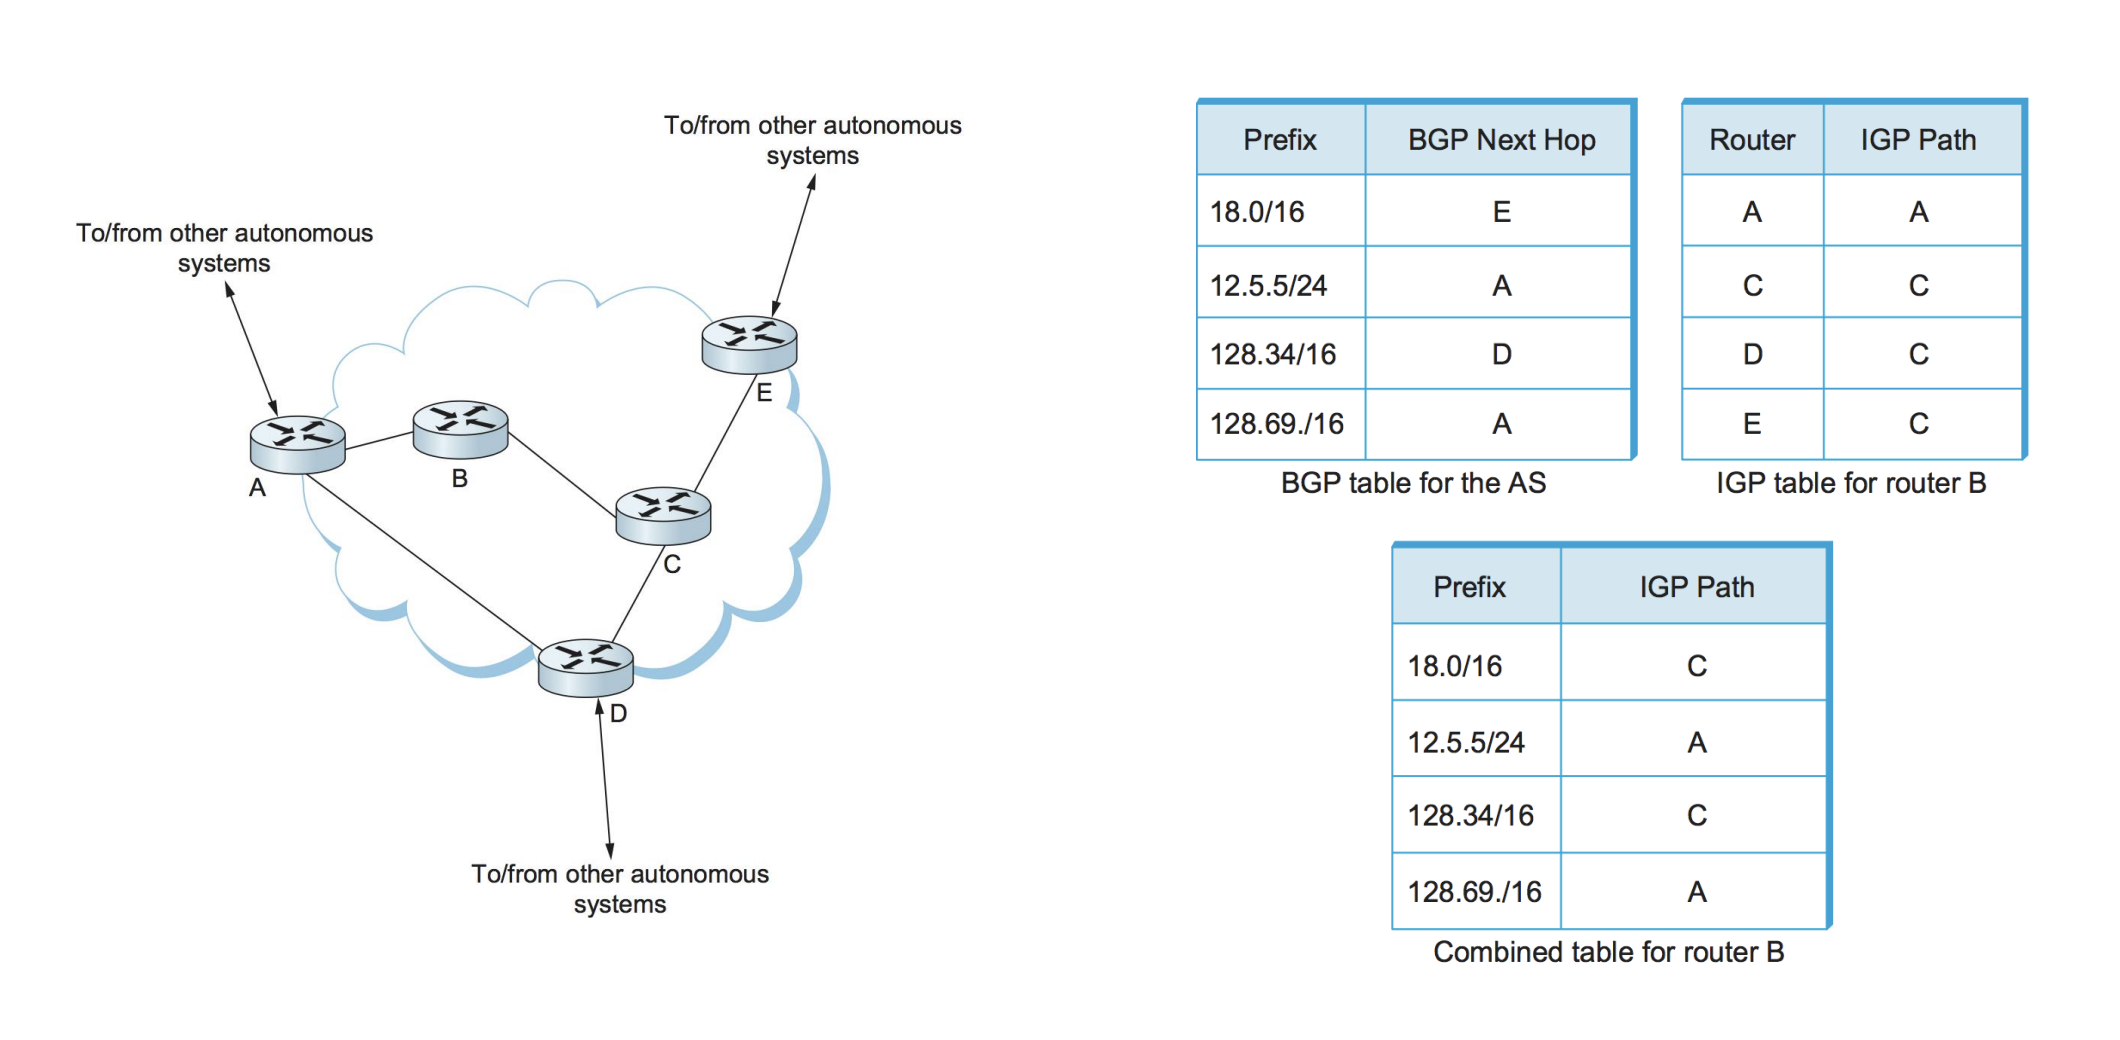 To/from other autonomous
systems
To/from other autonomous
systems
A
B
E
C
D
To/from other autonomous
systems
Prefix BGP Next Hop
18.0/16 E
12.5.5/24 A
128.34/16 D
128.69./16 A
BGP table for the AS
Router IGP Path
A A
C C
D C
E C
IGP table for router B
Prefix IGP Path
18.0/16 C
12.5.5/24 A
128.34/16 C
128.69./16 A
Combined table for router B